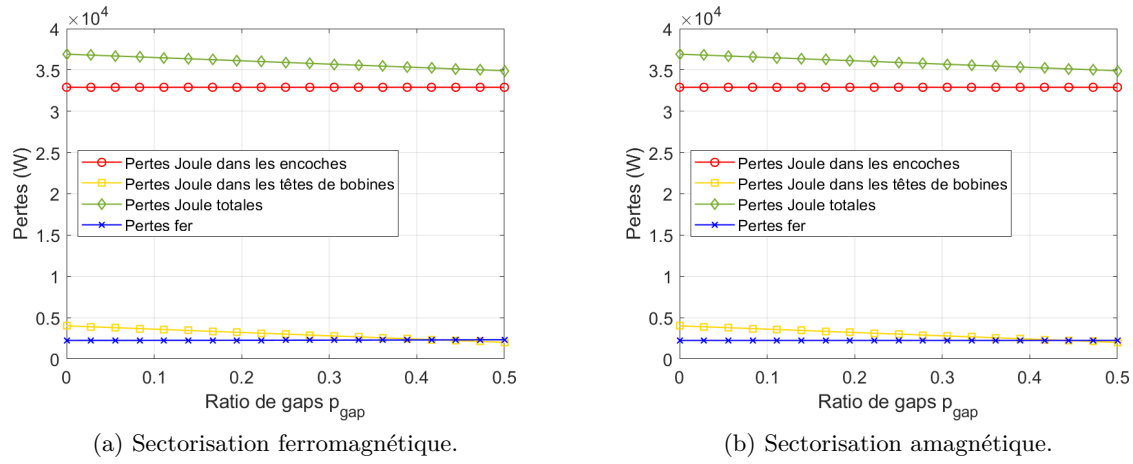 ×10⁴
4
3.5
3
2.5
2
1.5
1
0.5
0
Pertes (W)
Pertes Joule dans les encoches
Pertes Joule dans les têtes de bobines
Pertes Joule totales
Pertes fer
0 0.1 0.2 0.3 0.4 0.5
Ratio de gaps p_gap
(a) Sectorisation ferromagnétique.
×10⁴
4
3.5
3
2.5
2
1.5
1
0.5
0
Pertes (W)
Pertes Joule dans les encoches
Pertes Joule dans les têtes de bobines
Pertes Joule totales
Pertes fer
0 0.1 0.2 0.3 0.4 0.5
Ratio de gaps p_gap
(b) Sectorisation amagnétique.